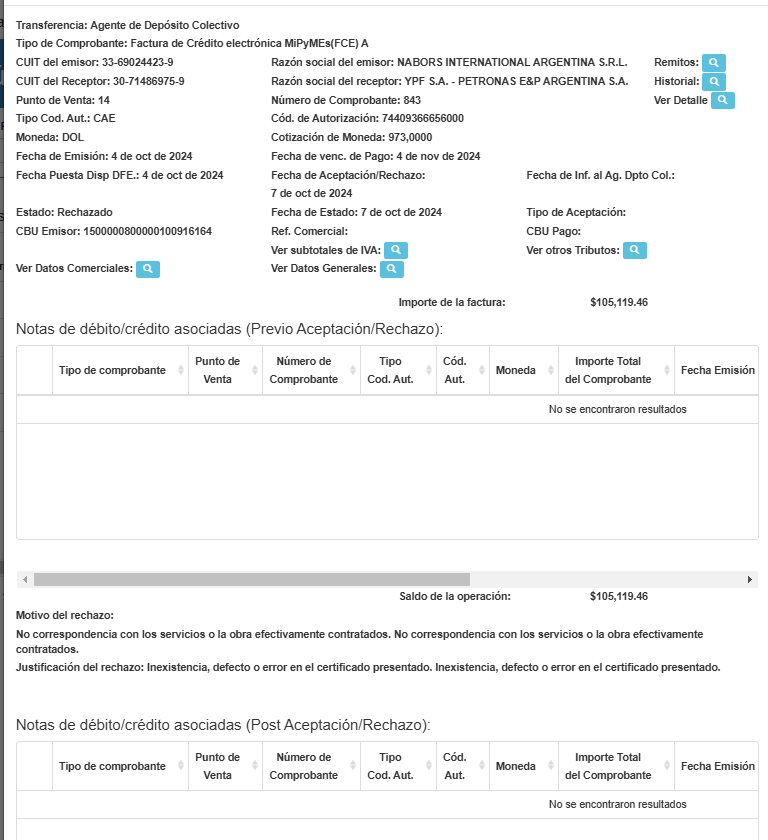 Transferencia: Agente de Depósito Colectivo
Tipo de Comprobante: Factura de Crédito electrónica MiPyMEs(FCE) A
CUIT del emisor: 33-69024423-9 Razón social del emisor: NABORS INTERNATIONAL ARGENTINA S.R.L. Remitos:
CUIT del Receptor: 30-71486975-9 Razón social del receptor: YPF S.A. - PETRONAS E&P ARGENTINA S.A. Historial:
Punto de Venta: 14 Número de Comprobante: 843 Ver Detalle
Tipo Cod. Aut.: CAE Cód. de Autorización: 74409366656000
Moneda: DOL Cotización de Moneda: 973,0000
Fecha de Emisión: 4 de oct de 2024 Fecha de venc. de Pago: 4 de nov de 2024
Fecha Puesta Disp DFE.: 4 de oct de 2024 Fecha de Aceptación/Rechazo: Fecha de Inf. al Ag. Dpto Col.:
7 de oct de 2024
Estado: Rechazado Fecha de Estado: 7 de oct de 2024 Tipo de Aceptación:
CBU Emisor: 1500000800000100916164 Ref. Comercial: CBU Pago:
Ver subtotales de IVA: Ver otros Tributos:
Ver Datos Comerciales: Ver Datos Generales:
Importe de la factura: $105,119.46
Notas de débito/crédito asociadas (Previo Aceptación/Rechazo):
Tipo de comprobante Punto de Venta Número de Comprobante Tipo Cod. Aut. Cód. Aut. Moneda Importe Total del Comprobante Fecha Emisión
No se encontraron resultados
Saldo de la operación: $105,119.46
Motivo del rechazo:
No correspondencia con los servicios o la obra efectivamente contratados. No correspondencia con los servicios o la obra efectivamente
contratados.
Justificación del rechazo: Inexistencia, defecto o error en el certificado presentado. Inexistencia, defecto o error en el certificado presentado.
Notas de débito/crédito asociadas (Post Aceptación/Rechazo):
Tipo de comprobante Punto de Venta Número de Comprobante Tipo Cod. Aut. Cód. Aut. Moneda Importe Total del Comprobante Fecha Emisión
No se encontraron resultados